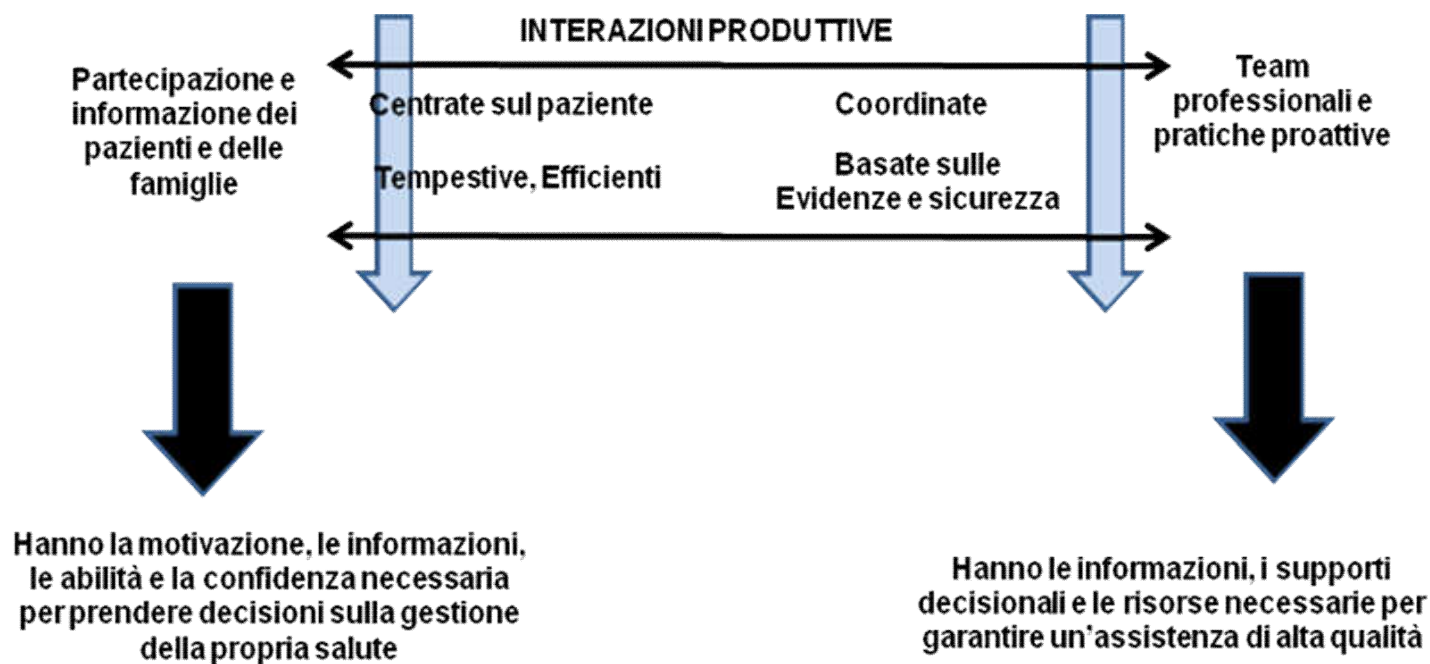 INTERAZIONI PRODUTTIVE
Partecipazione e
informazione dei
pazienti e delle
famiglie
Centrate sul paziente
Tempestive, Efficienti
Coordinate
Basate sulle
Evidenze e sicurezza
Team
professionali e
pratiche proattive
Hanno la motivazione, le informazioni,
le abilità e la confidenza necessaria
per prendere decisioni sulla gestione
della propria salute
Hanno le informazioni, i supporti
decisionali e le risorse necessarie per
garantire un'assistenza di alta qualità